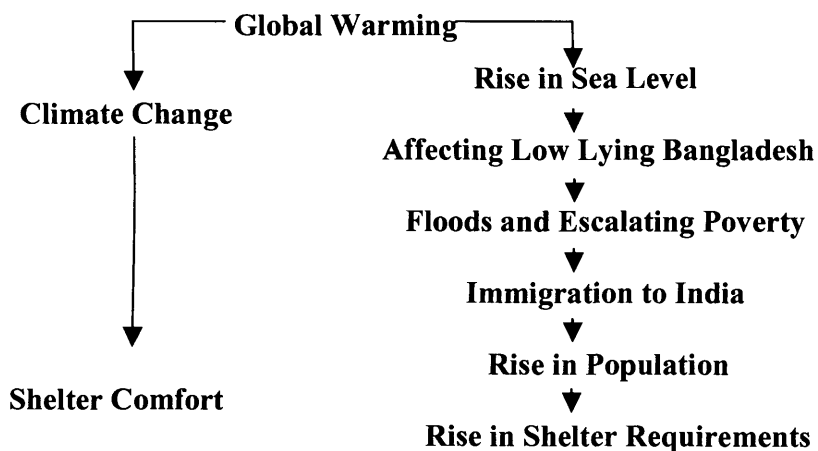 Global Warming
Climate Change
Shelter Comfort
Rise in Sea Level
Affecting Low Lying Bangladesh
Floods and Escalating Poverty
Immigration to India
Rise in Population
Rise in Shelter Requirements